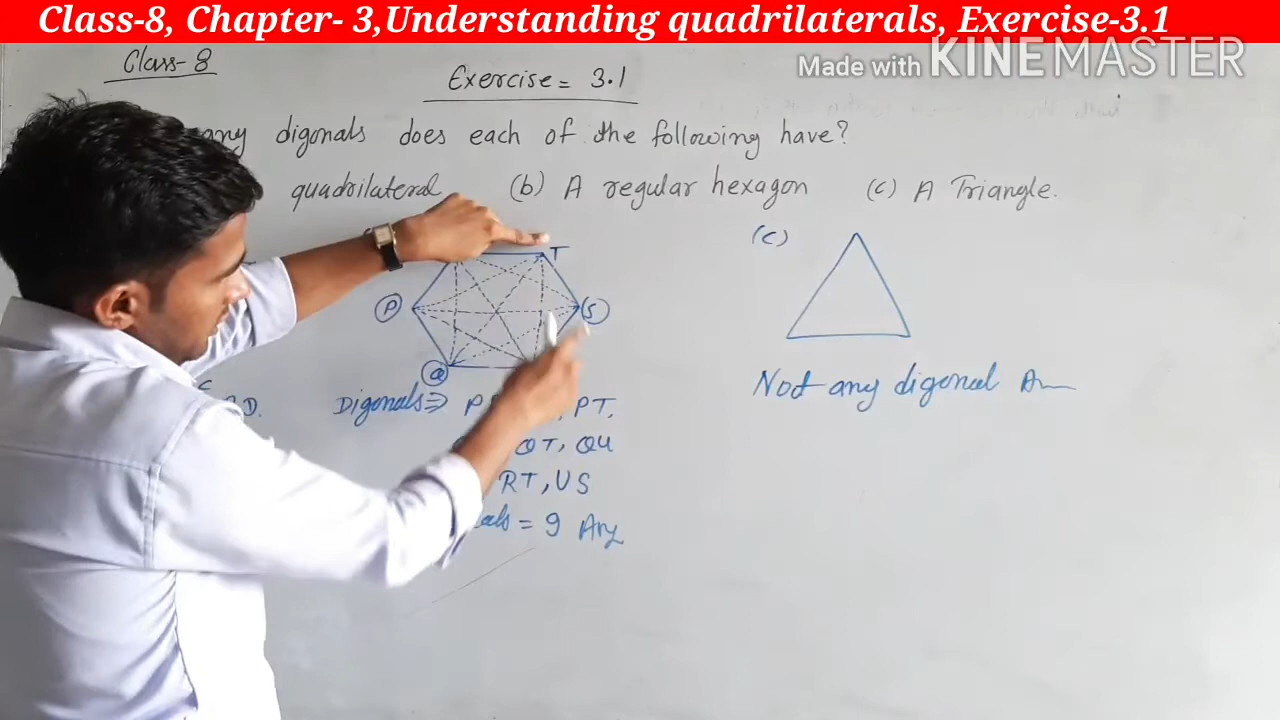 Class-8, Chapter- 3,Understanding quadrilaterals, Exercise-3.1
Made with KINEMASTER
Class-8
Exercise = 3.1
any digonals does each of the following have?
quadrilateral (b) A regular hexagon (c) A Triangle.
(c)
T
P
S
Q
Digonals ⇒ P PT,
QT, QU
RT, US
= 9 Ans
Not any digonal